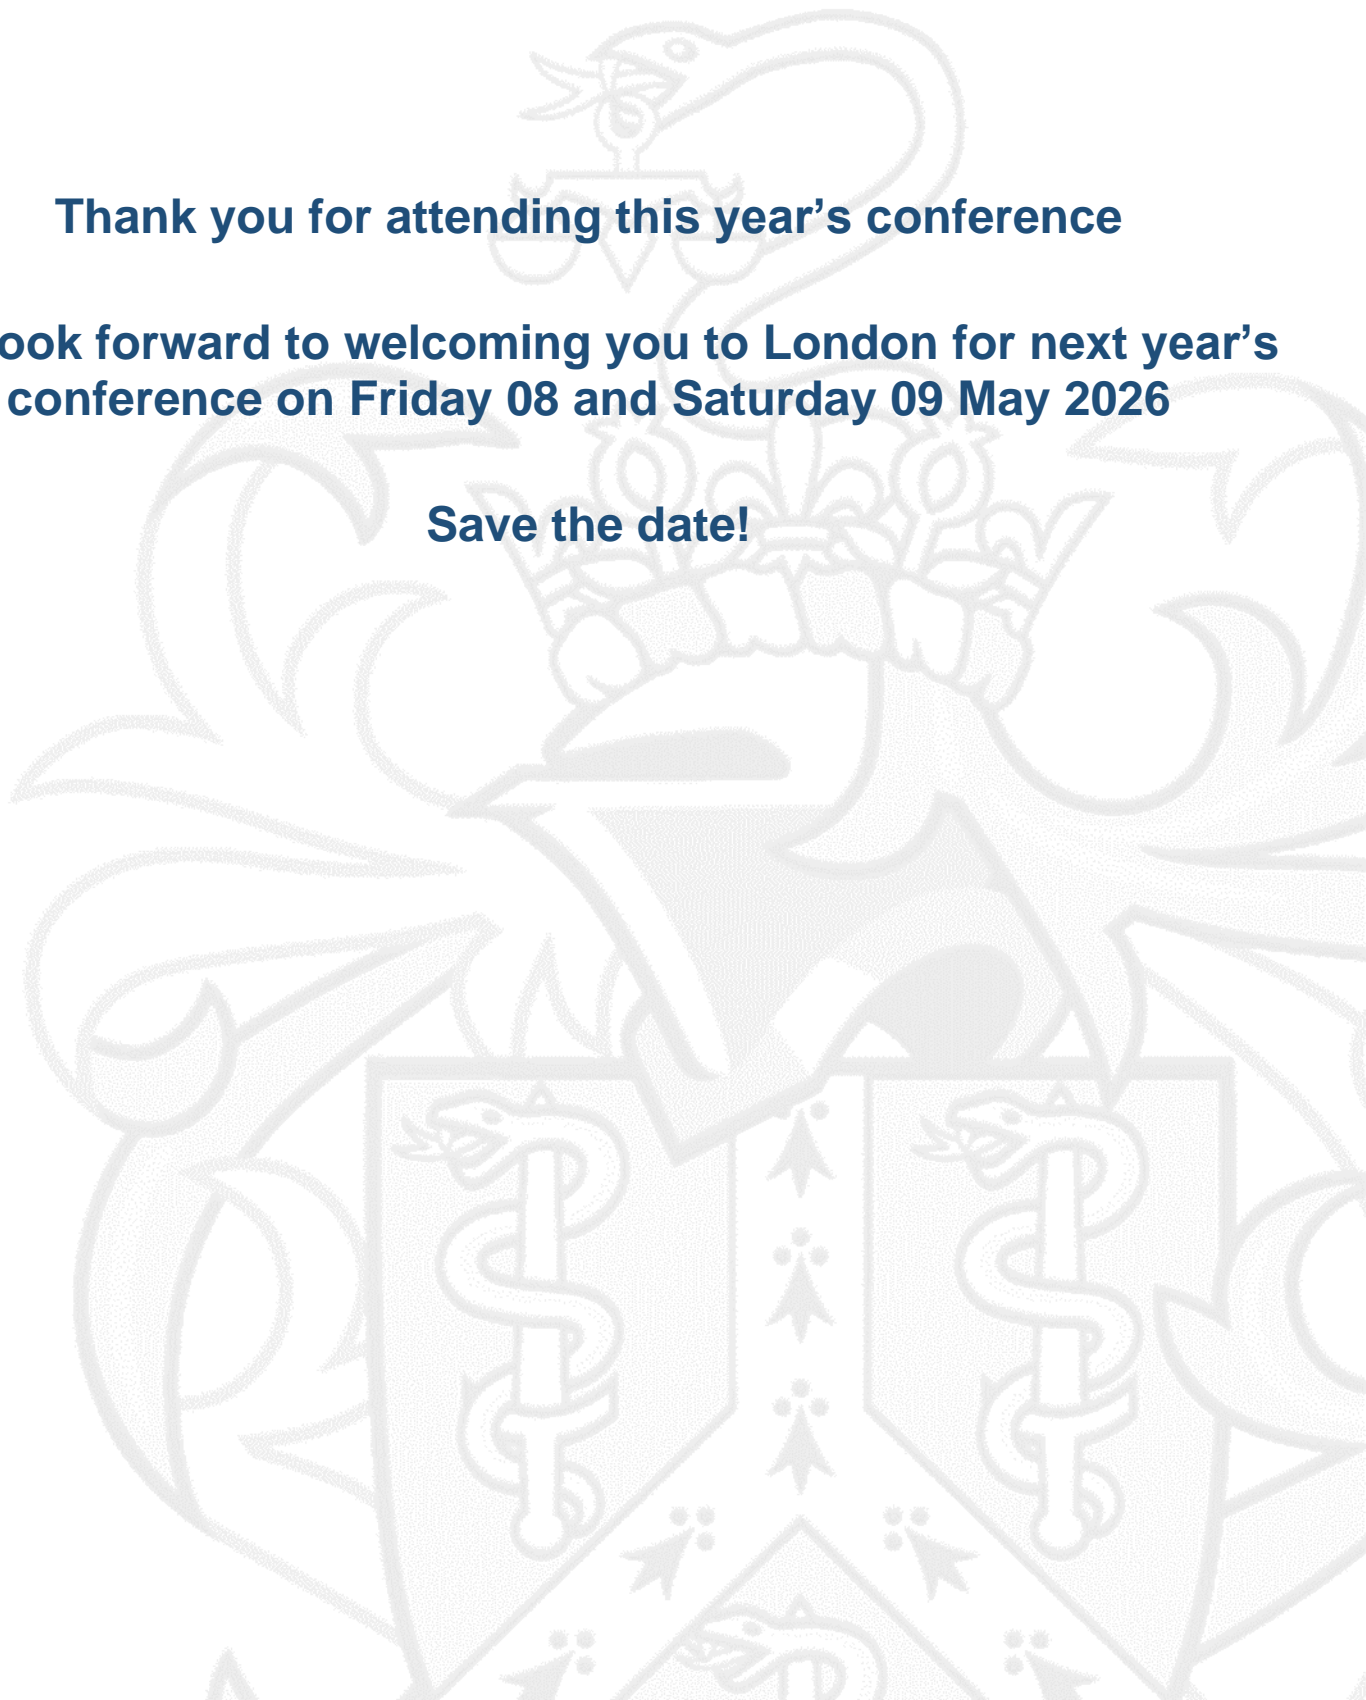 Thank you for attending this year’s conference
forward to welcoming you to London for next year’s
conference on Friday 08 and Saturday 09 May 2026
Save the date!